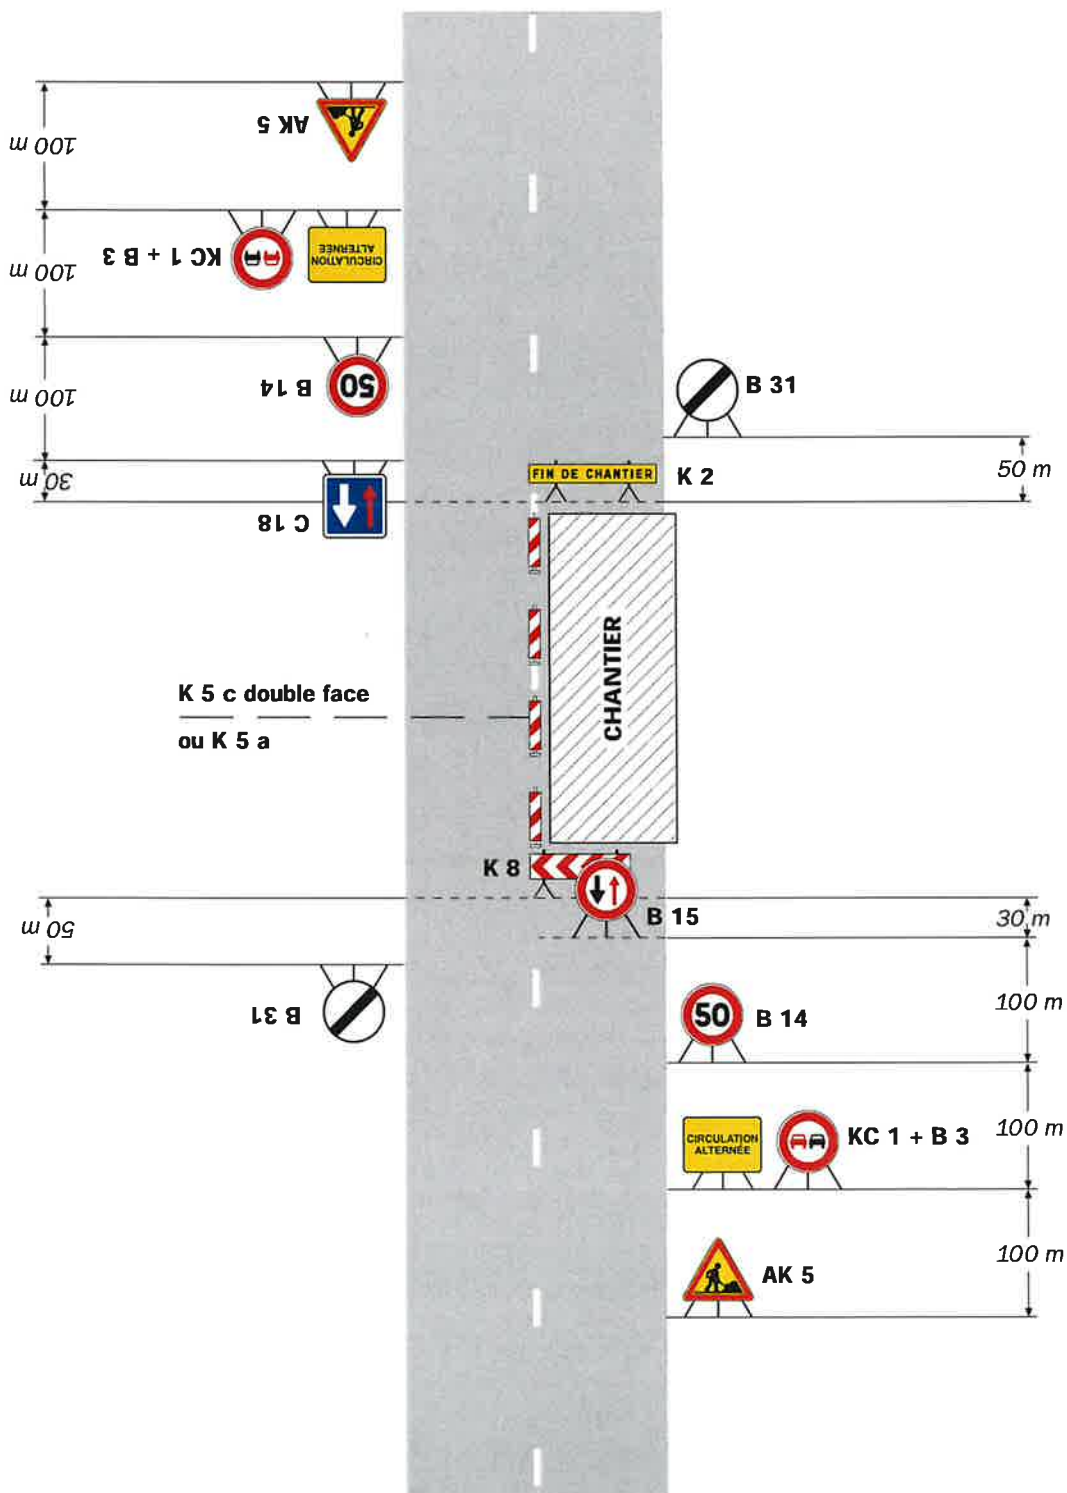 AK 5
100 m
KC 1 + B 3
CIRCULATION
ALTERNÉE
100 m
B 14
50
100 m
30 m
C 18
B 31
50 m
FIN DE CHANTIER
K 2
CHANTIER
K 5 c double face
ou K 5 a
K 8
B 15
30 m
50 m
B 31
50
B 14
100 m
CIRCULATION
ALTERNÉE
KC 1 + B 3
100 m
AK 5
100 m